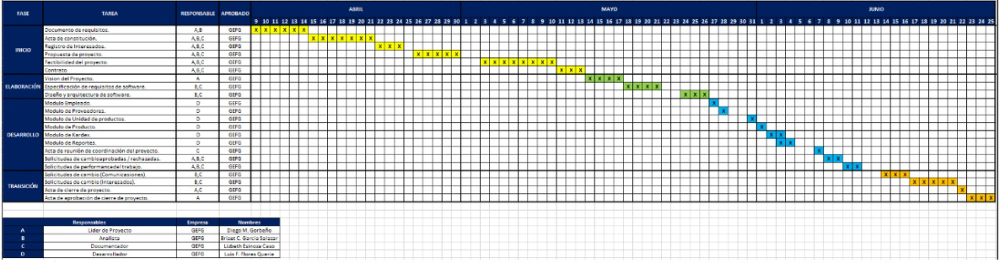 FASE TAREA RESPONSABLE APROBADO ABRIL MAYO JUNIO
9 10 11 12 13 14 15 16 17 18 19 20 21 22 23 24 25 26 27 28 29 30 1 2 3 4 5 6 7 8 9 10 11 12 13 14 15 16 17 18 19 20 21 22 23 24 25 26 27 28 29 30 31 1 2 3 4 5 6 7 8 9 10 11 12 13 14 15 16 17 18 19 20 21 22 23 24 25
INICIO
Documento de requisitos. A,B GEFG X X X X X X
Acta de constitución. A,B,C GEFG X X X X X X X
Registro de Interesados. A,B,C GEFG X X X
Propuesta de proyecto. A,B,C GEFG X X X X X
Factibilidad del proyecto. A,B,C GEFG X X X X X X X X
Contrato. A,B,C GEFG X X X
ELABORACIÓN
Vision del Proyecto. A GEFG X X X X
Especificación de requisitos de software. B,C GEFG X X X X
Diseño y arquitectura de software. B,C GEFG X X X
DESARROLLO
Modulo Empleado. D GEFG X
Modulo de Proveedores. D GEFG X
Modulo de Unidad de productos. D GEFG X
Modulo de Producto. D GEFG X
Modulo de Kardex. D GEFG X X
Modulo de Reportes. D GEFG X X
Acta de reunión de coordinación del proyecto. C GEFG X
Solicitudes de cambioaprobadas / rechazadas. A,B,C GEFG X X
Solicitudes de performancedel trabajo. A,B,C GEFG X X
TRANSICIÓN
Solicitudes de cambio (Comunicasiones). B,C GEFG X X X
Solicitudes de cambio (Interesados). B,C GEFG X X X X X
Acta de cierre de proyecto. A,C GEFG X
Acta de aprobación de cierre de proyecto. A GEFG X X X
Responsables Empresa Nombres
A Lider de Proyecto GEFG Diego M. Gorbeño
B Analista GEFG Briset C. Garcia Salazar
C Documentador GEFG Lizbeth Espinoza Caso
D Desarrollador GEFG Luis F. Flores